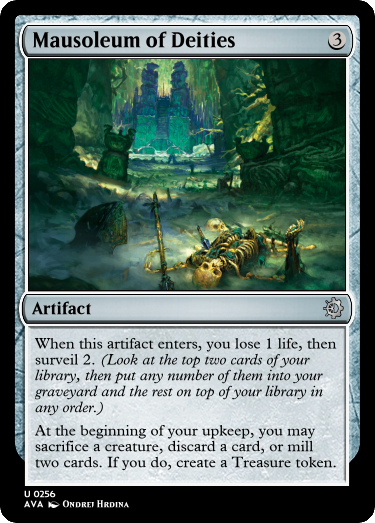 Mausoleum of Deities 3
Artifact
When this artifact enters, you lose 1 life, then
surveil 2. (Look at the top two cards of your
library, then put any number of them into your
graveyard and the rest on top of your library in
any order.)
At the beginning of your upkeep, you may
sacrifice a creature, discard a card, or mill
two cards. If you do, create a Treasure token.
U 0256
AVA Ondrej Hrdina